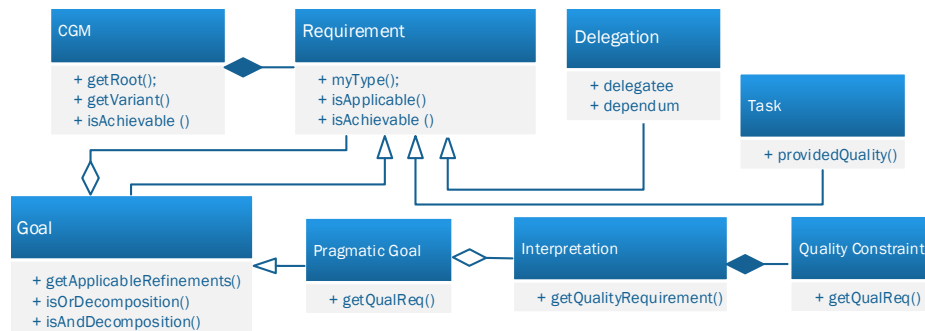 CGM
+ getRoot();
+ getVariant()
+ isAchievable ()
Requirement
+ myType();
+ isApplicable()
+ isAchievable ()
Delegation
+ delegatee
+ dependum
Task
+ providedQuality()
Goal
+ getApplicableRefinements()
+ isOrDecomposition()
+ isAndDecomposition()
Pragmatic Goal
+ getQualReq()
Interpretation
+ getQualityRequirement()
Quality Constraint
+ getQualReq()